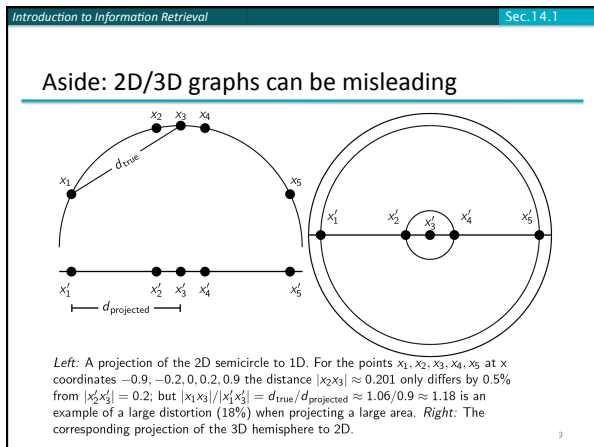 Introduction to Information Retrieval Sec.14.1
Aside: 2D/3D graphs can be misleading
x2 x3 x4
d_true
x1
x5
x′1 x′2 x′3 x′4 x′5
d_projected
x′1 x′2 x′3 x′4 x′5
Left: A projection of the 2D semicircle to 1D. For the points x1, x2, x3, x4, x5 at x
coordinates −0.9, −0.2, 0, 0.2, 0.9 the distance |x2x3| ≈ 0.201 only differs by 0.5%
from |x′2x′3| = 0.2; but |x1x3|/|x′1x′3| = d_true/d_projected ≈ 1.06/0.9 ≈ 1.18 is an
example of a large distortion (18%) when projecting a large area. Right: The
corresponding projection of the 3D hemisphere to 2D.